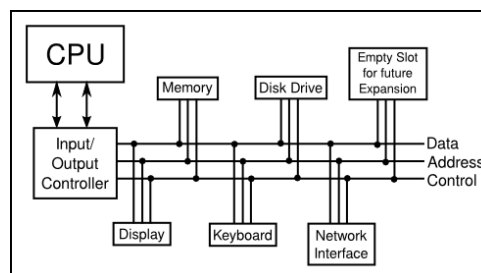 CPU
Memory
Disk Drive
Empty Slot
for future
Expansion
Input/
Output
Controller
Data
Address
Control
Display
Keyboard
Network
Interface